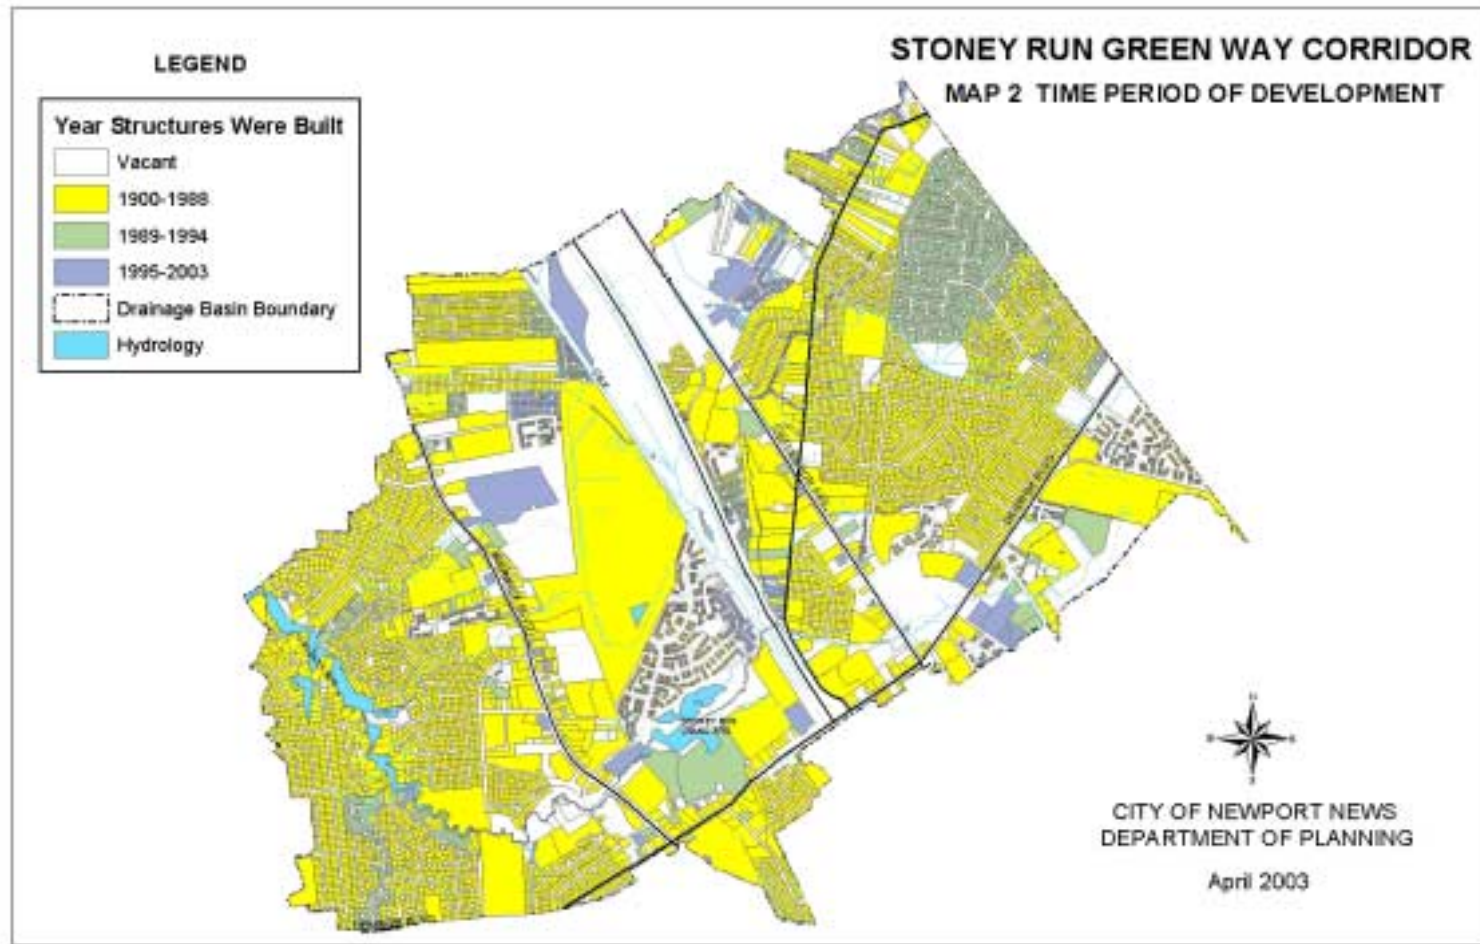 STONEY RUN GREEN WAY CORRIDOR
MAP 2 TIME PERIOD OF DEVELOPMENT
LEGEND
Year Structures Were Built
Vacant
1900-1988
1989-1994
1995-2003
Drainage Basin Boundary
Hydrology
N
CITY OF NEWPORT NEWS
DEPARTMENT OF PLANNING
April 2003